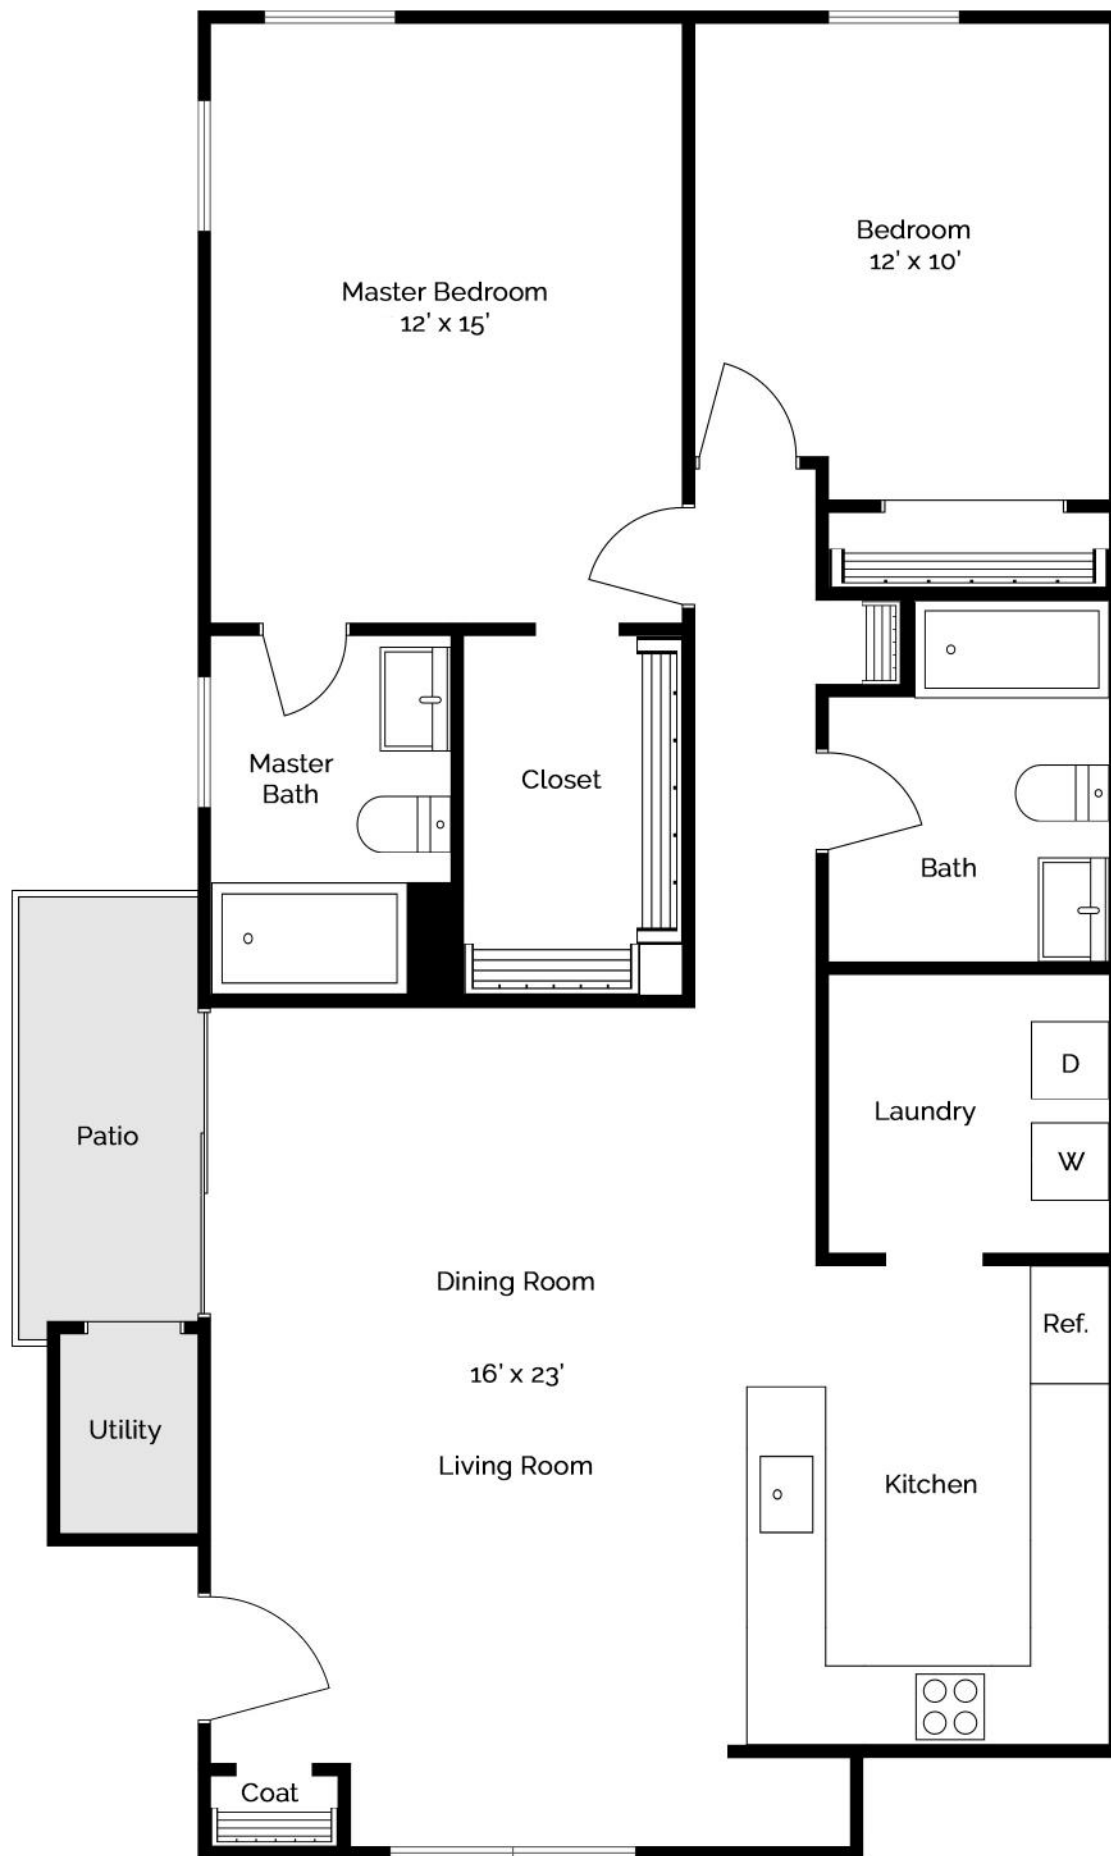 Bedroom
12' x 10'
Master Bedroom
12' x 15'
Master
Bath
Closet
Bath
Patio
D
Laundry
W
Dining Room
Ref.
16' x 23'
Utility
Living Room
Kitchen
Coat